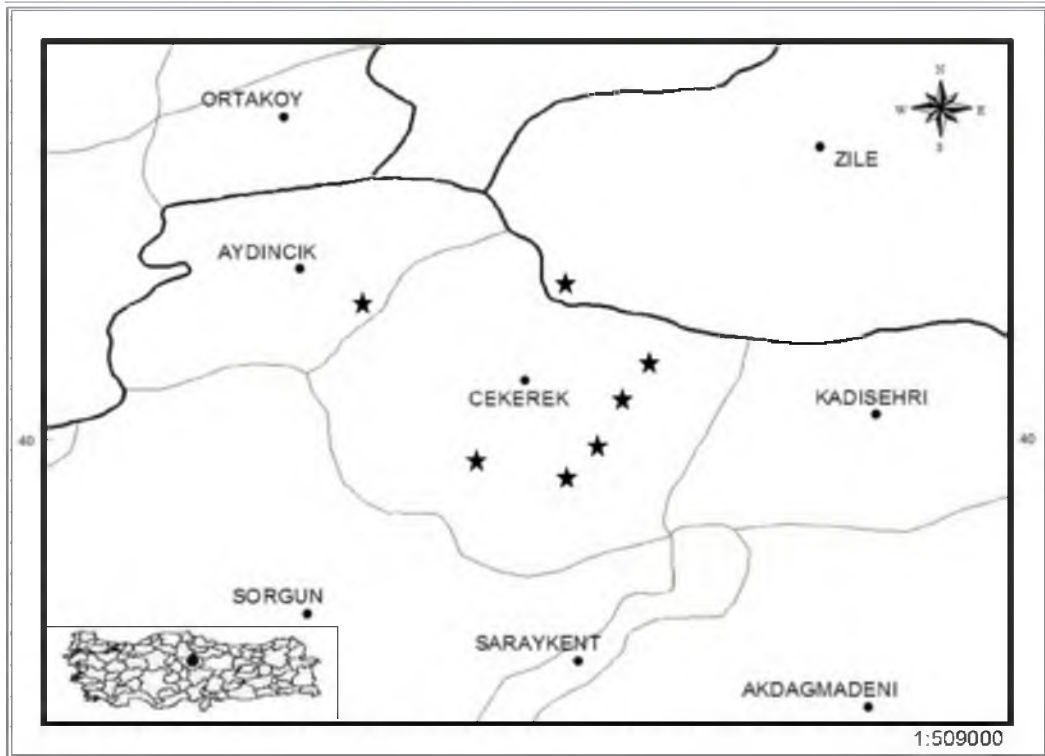 ORTAKOY
N
W E
S
ZILE
AYDINCIK
CEKEREK
KADISEHRI
40
40
SORGUN
SARAYKENT
AKDAGMADENI
1:509000